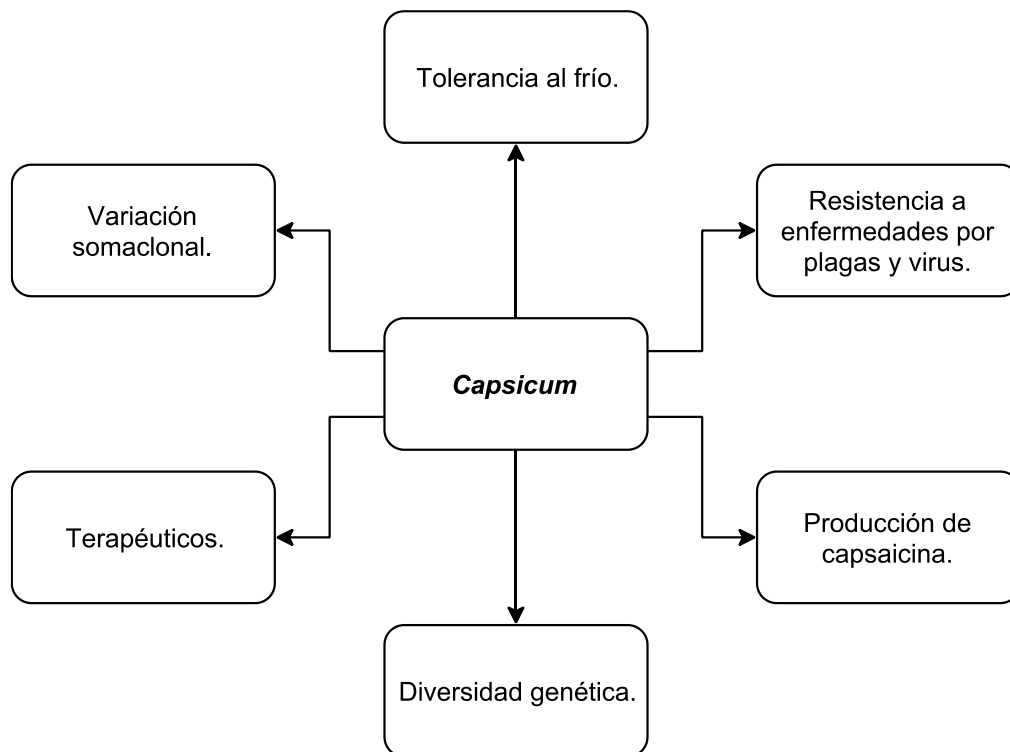 Tolerancia al frío.
Variación
somaclonal.
Resistencia a
enfermedades por
plagas y virus.
Capsicum
Terapéuticos.
Producción de
capsaicina.
Diversidad genética.